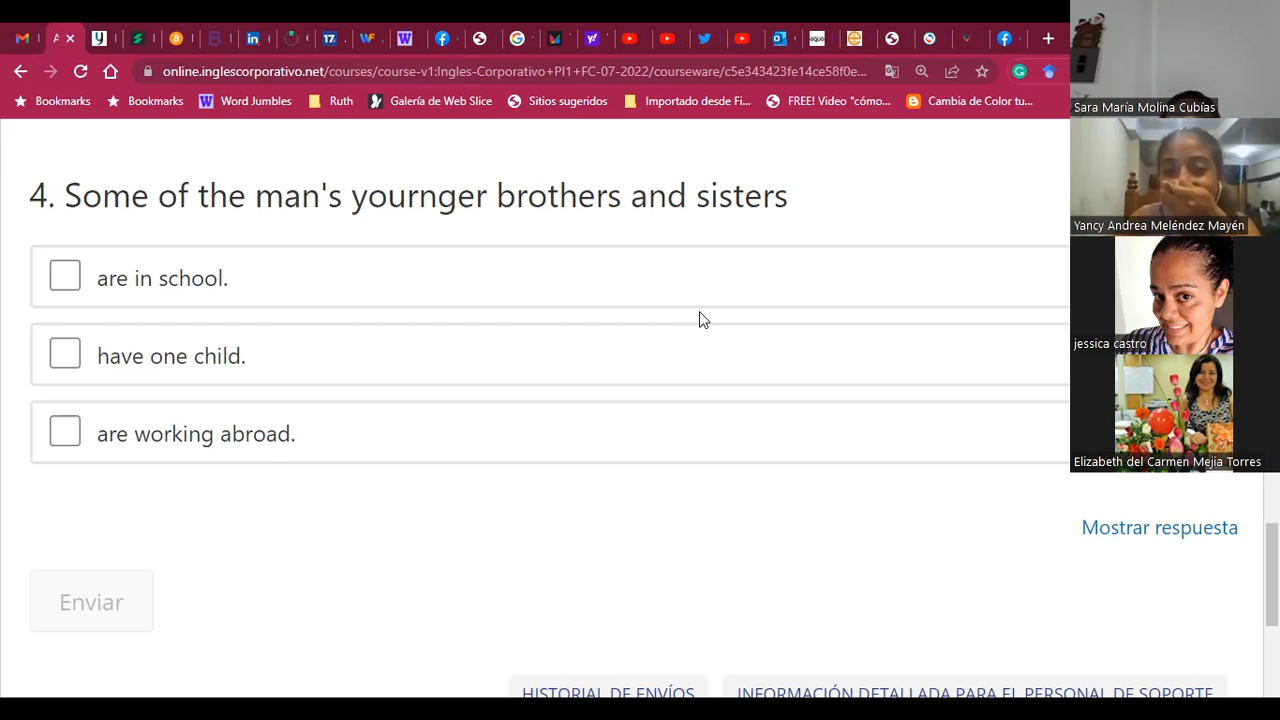 online.inglescorporativo.net/courses/course-v1:Ingles-Corporativo+PI1+FC-07-2022/courseware/c5e343423fe14ce58f0e...
Bookmarks Bookmarks Word Jumbles Ruth Galería de Web Slice Sitios sugeridos Importado desde Fi... FREE! Video "cómo... Cambia de Color tu...
Sara María Molina Cubías
4. Some of the man's yournger brothers and sisters
Yancy Andrea Meléndez Mayén
are in school.
jessica castro
have one child.
are working abroad.
Elizabeth del Carmen Mejia Torres
Mostrar respuesta
Enviar
HISTORIAL DE ENVÍOS INFORMACIÓN DETALLADA PARA EL PERSONAL DE SOPORTE